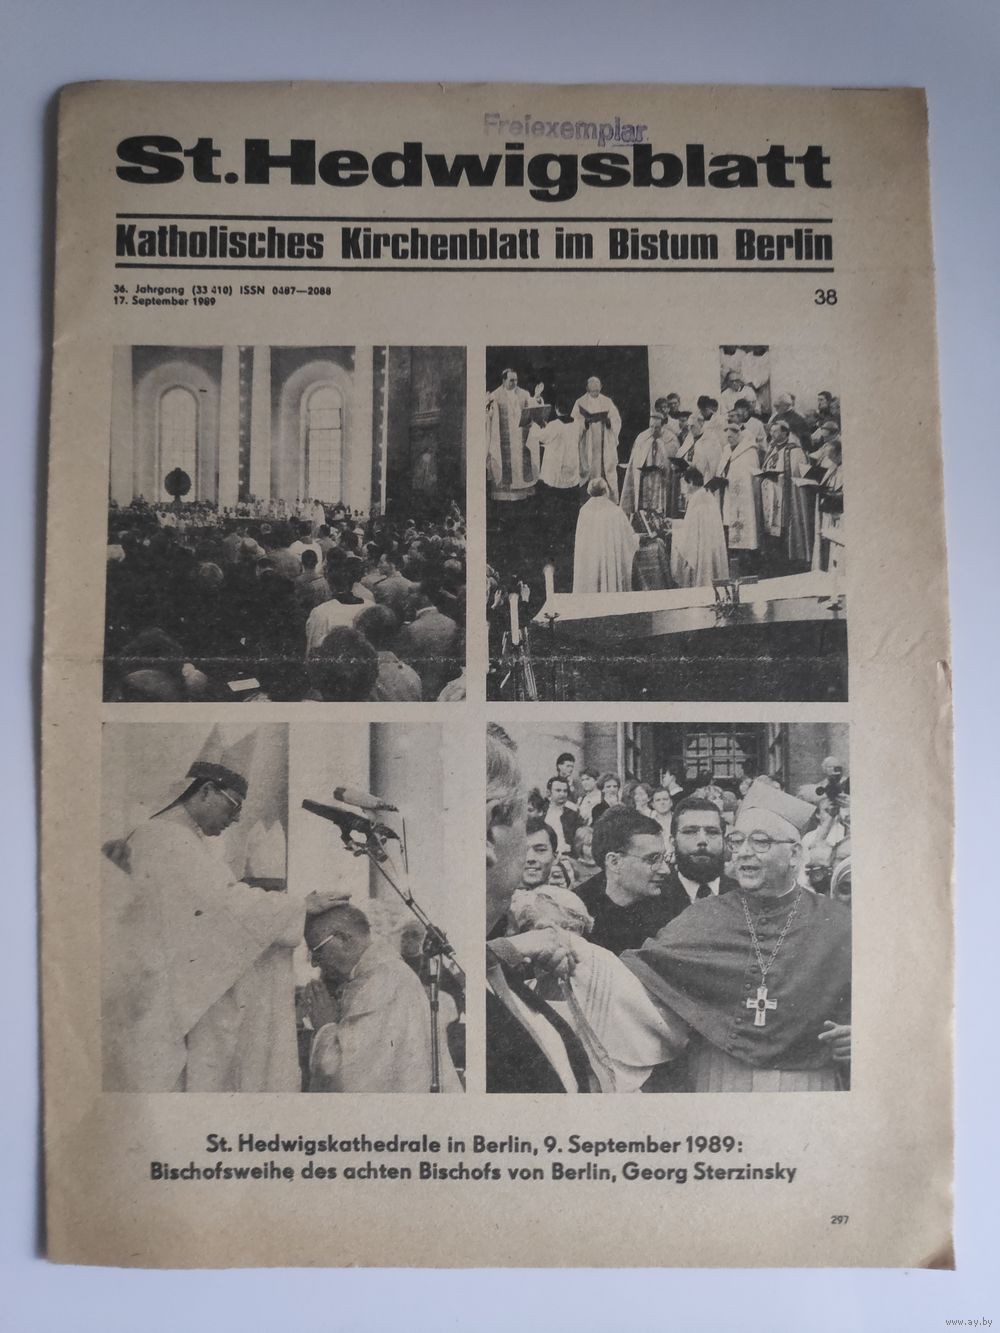 Freiexemplar
St. Hedwigsblatt
Katholisches Kirchenblatt im Bistum Berlin
36. Jahrgang (33 410) ISSN 0487—2088
17. September 1989
38
St. Hedwigskathedrale in Berlin, 9. September 1989:
Bischofsweihe des achten Bischofs von Berlin, Georg Sterzinsky
297
www.ay.by